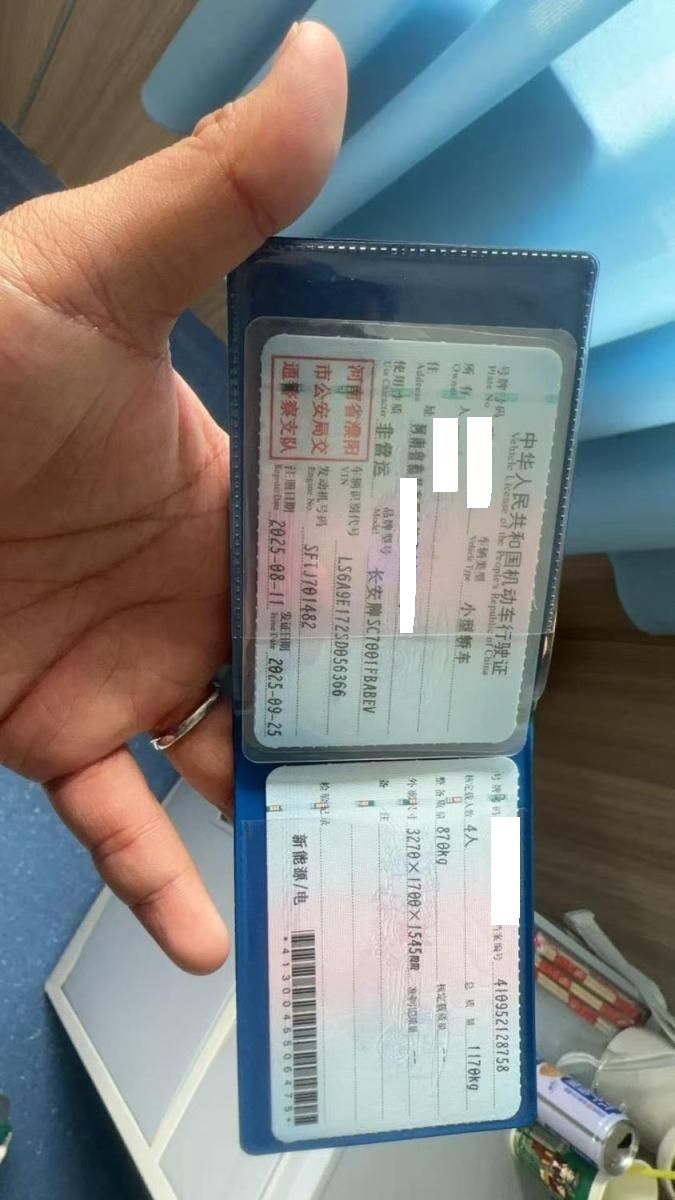 中华人民共和国机动车行驶证
Vehicle License of the People's Republic of China
号牌号码
Plate No.
车辆类型
Vehicle Type
小型轿车
所有人
Owner
住址
Address
河南省
使用性质
Use Character
非营运
品牌型号
Model
长安牌SC7001FBABEV
河南省濮阳
市公安局交
通警察支队
车辆识别代号
VIN
LS6A9E172SD056366
发动机号码
Engine No.
SFTJ701482
注册日期
Register Date
2025-08-11
发证日期
Issue Date
2025-09-25
号牌号码
档案编号
410952128758
核定载人数 4人
总质量 1170kg
整备质量 870kg
核定载质量 --
外廓尺寸 3270×1700×1545mm
准牵引总质量 --
备注
检验记录
新能源/电
*4130045506475*